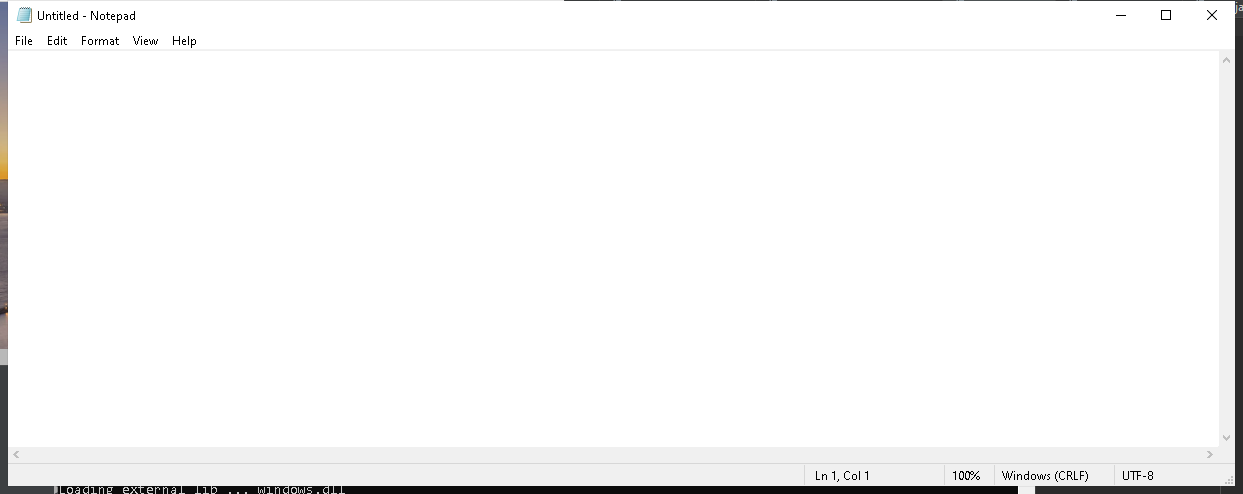 Untitled - Notepad
File Edit Format View Help
Ln 1, Col 1 100% Windows (CRLF) UTF-8
Loading external lib ... windows.dll